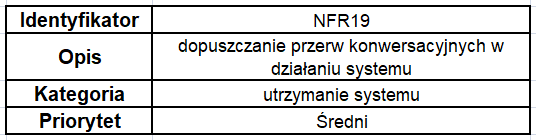 Identyfikator NFR19
Opis dopuszczanie przerw konwersacyjnych w
działaniu systemu
Kategoria utrzymanie systemu
Priorytet Średni